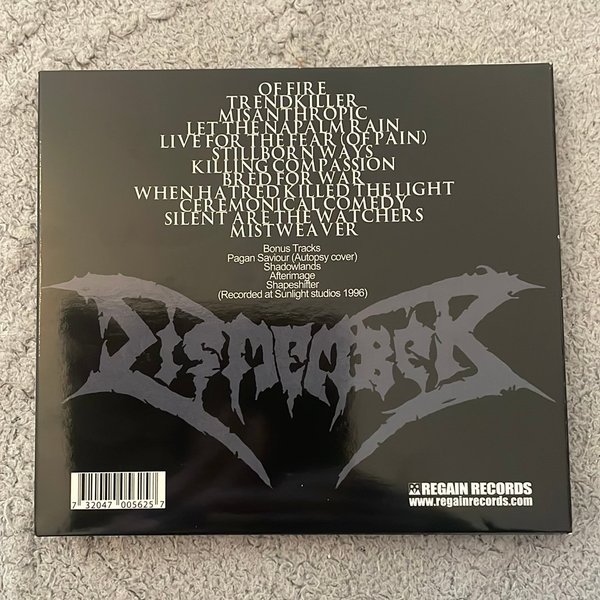 OF FIRE
TRENDKILLER
MISANTHROPIC
LET THE NAPALM RAIN
LIVE FOR THE FEAR (OF PAIN)
STILLBORN WAYS
KILLING COMPASSION
BRED FOR WAR
WHEN HATRED KILLED THE LIGHT
CEREMONICAL COMEDY
SILENT ARE THE WATCHERS
MISTWEAVER
Bonus Tracks
Pagan Saviour (Autopsy cover)
Shadowlands
Afterimage
Shapeshifter
(Recorded at Sunlight studios 1996)
DISMEMBER
7 32047 005625 7
REGAIN RECORDS
www.regainrecords.com